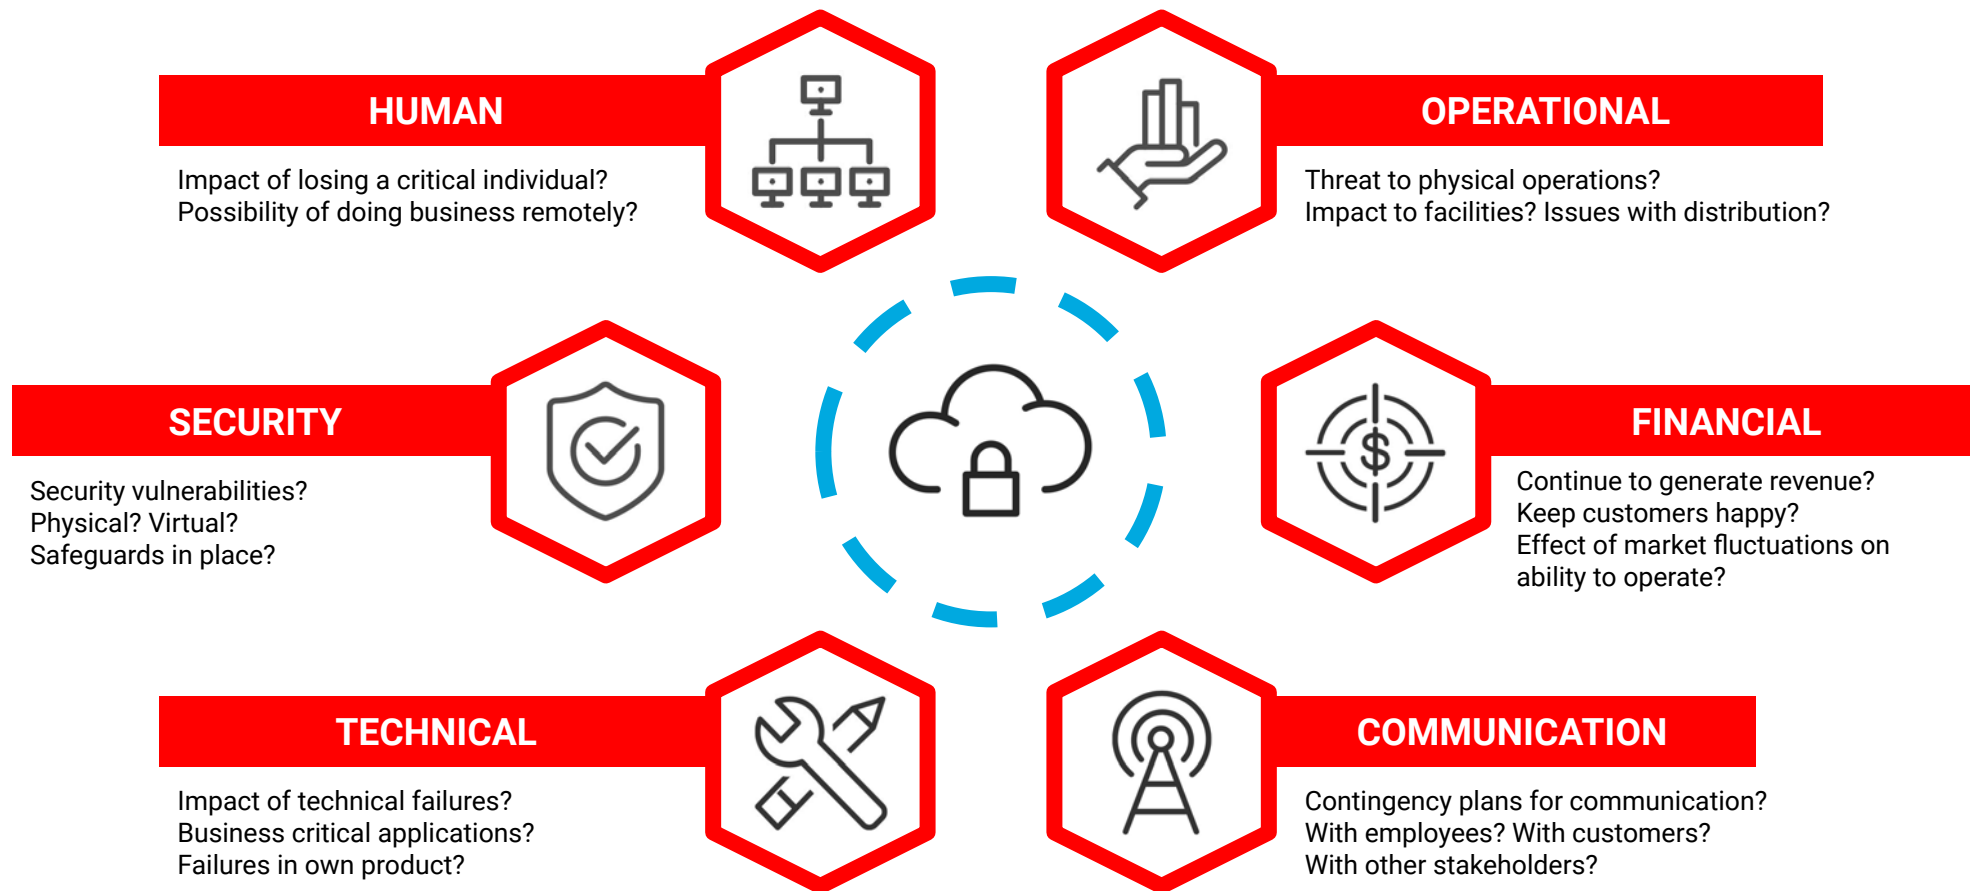 HUMAN
Impact of losing a critical individual?
Possibility of doing business remotely?
OPERATIONAL
Threat to physical operations?
Impact to facilities? Issues with distribution?
SECURITY
Security vulnerabilities?
Physical? Virtual?
Safeguards in place?
$
FINANCIAL
Continue to generate revenue?
Keep customers happy?
Effect of market fluctuations on
ability to operate?
TECHNICAL
Impact of technical failures?
Business critical applications?
Failures in own product?
COMMUNICATION
Contingency plans for communication?
With employees? With customers?
With other stakeholders?